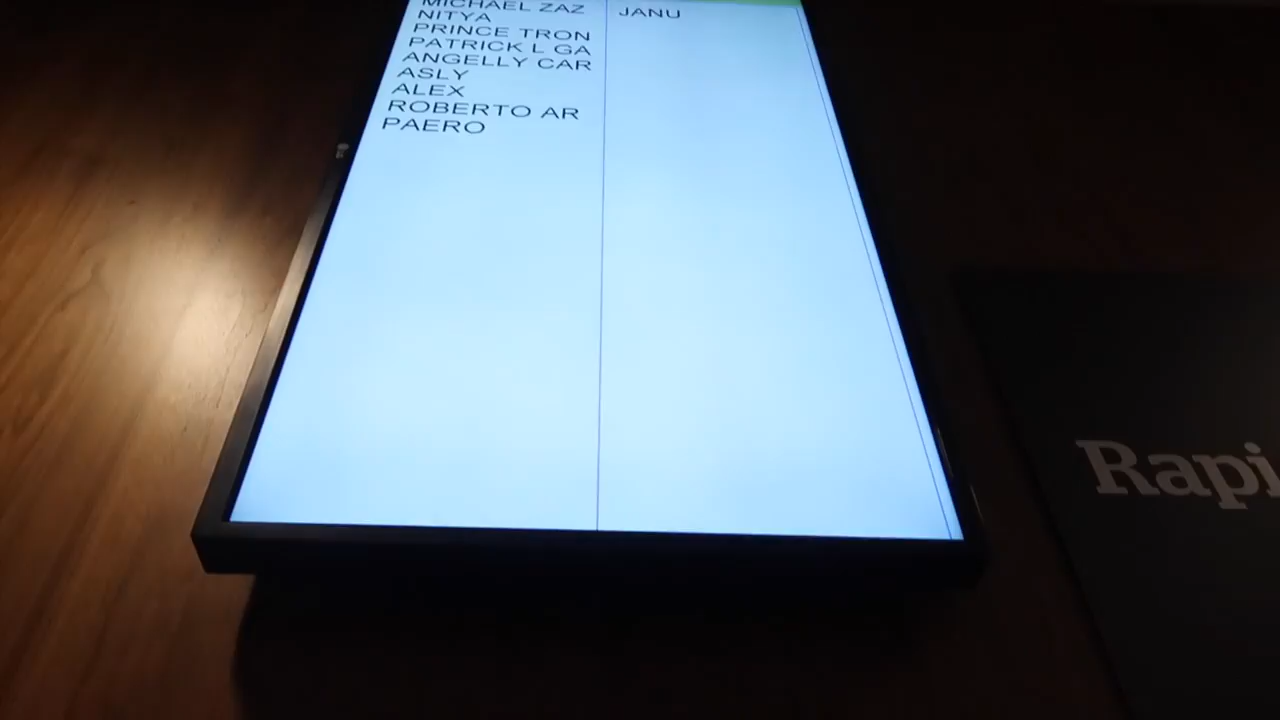 MICHAEL ZAZ
NITYA
PRINCE TRON
PATRICK L GA
ANGELLY CAR
ASLY
ALEX
ROBERTO AR
PAERO
JANU
Rapi